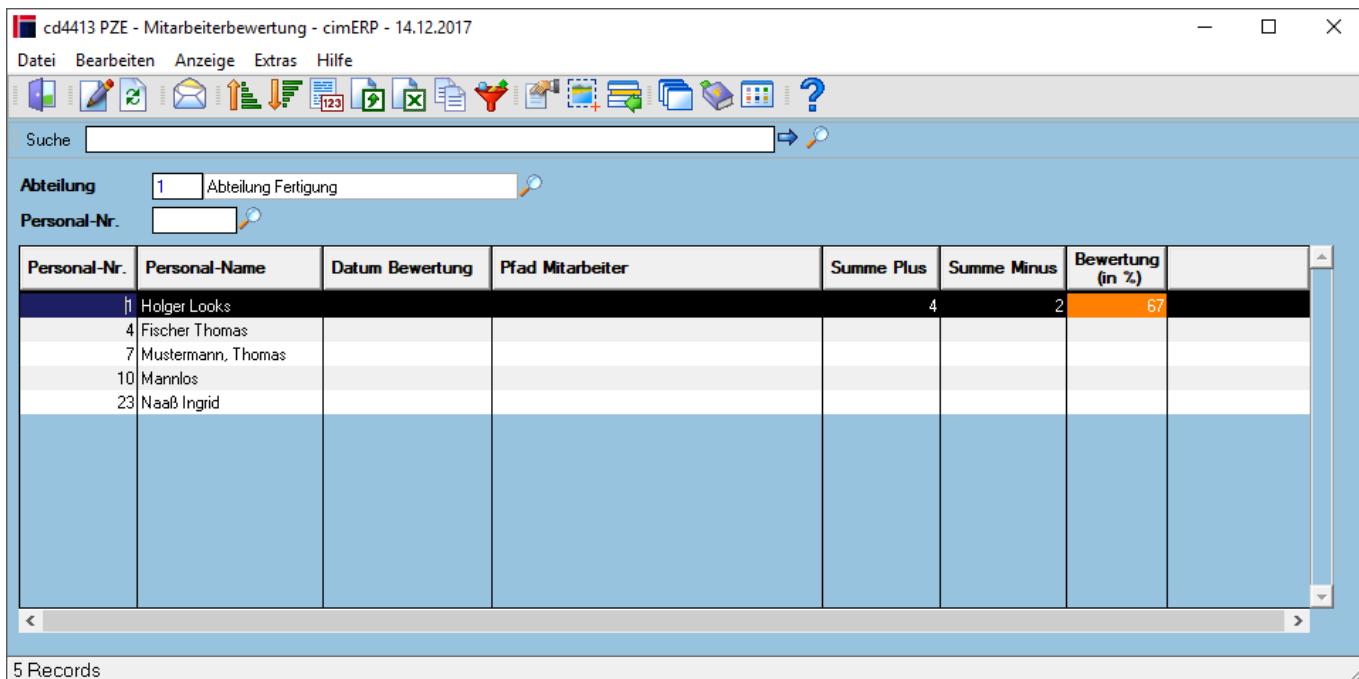 cd4413 PZE - Mitarbeiterbewertung - cimERP - 14.12.2017
Datei Bearbeiten Anzeige Extras Hilfe
123
Suche
Abteilung 1 Abteilung Fertigung
Personal-Nr.
Personal-Nr. Personal-Name Datum Bewertung Pfad Mitarbeiter Summe Plus Summe Minus Bewertung (in %)
1 Holger Looks 4 2 67
4 Fischer Thomas
7 Mustermann, Thomas
10 Mannlos
23 Naaß Ingrid
5 Records